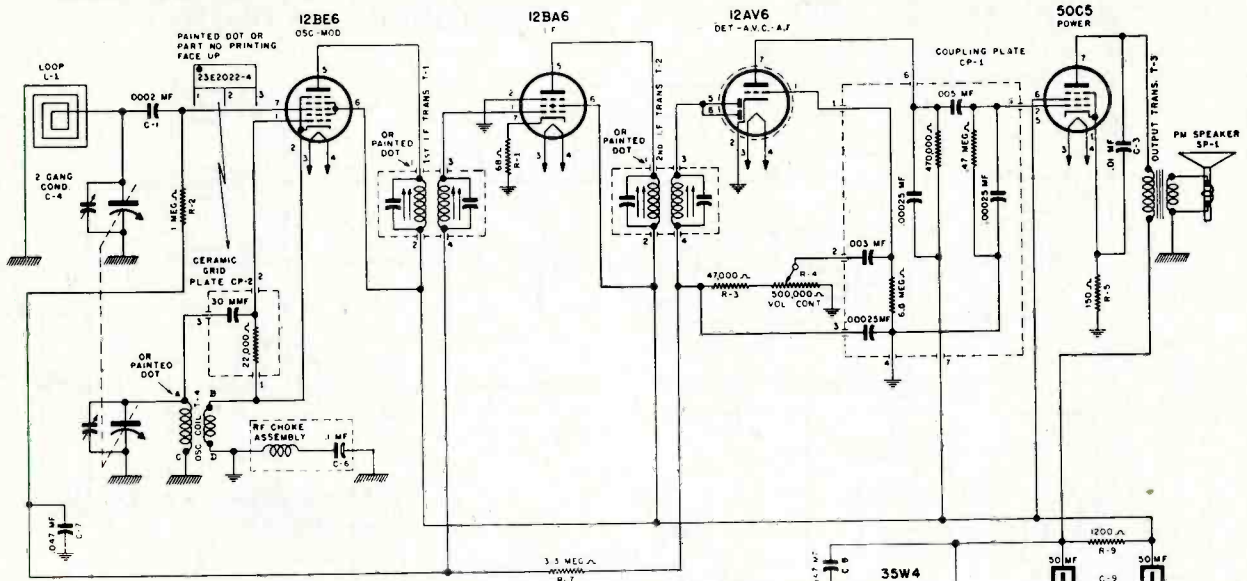 12BE6
OSC-MOD
12BA6
I F
12AV6
DET-A.V.C.-A.F
50C5
POWER
PAINTED DOT OR
PART NO PRINTING
FACE UP
23E2022-4
1 2 3
LOOP
L-1
.0002 MF
C-1
2 GANG
COND.
C-4
1 MEG Ω
R-2
CERAMIC
GRID
PLATE CP-2
30 MMF
22,000 Ω
OR
PAINTED
DOT
A
B
C
D
OSC COIL T-4
RF CHOKE
ASSEMBLY
.1 MF
C-6
.047 MF
C-7
1ST I.F. TRANS T-1
OR
PAINTED
DOT
68 Ω
R-1
2ND I.F. TRANS T-2
OR
PAINTED
DOT
47,000 Ω
R-3
R-4
500,000 Ω
VOL CONT
COUPLING PLATE
CP-1
.005 MF
470,000 Ω
.47 MEG Ω
.00025 MF
.00025 MF
.003 MF
6.8 MEG Ω
.00025 MF
.01 MF
C-3
OUTPUT TRANS. T-3
PM SPEAKER
SP-1
150 Ω
R-5
3.3 MEG Ω
R-7
C-8
35W4
1200 Ω
R-9
50 MF
C-9
50 MF